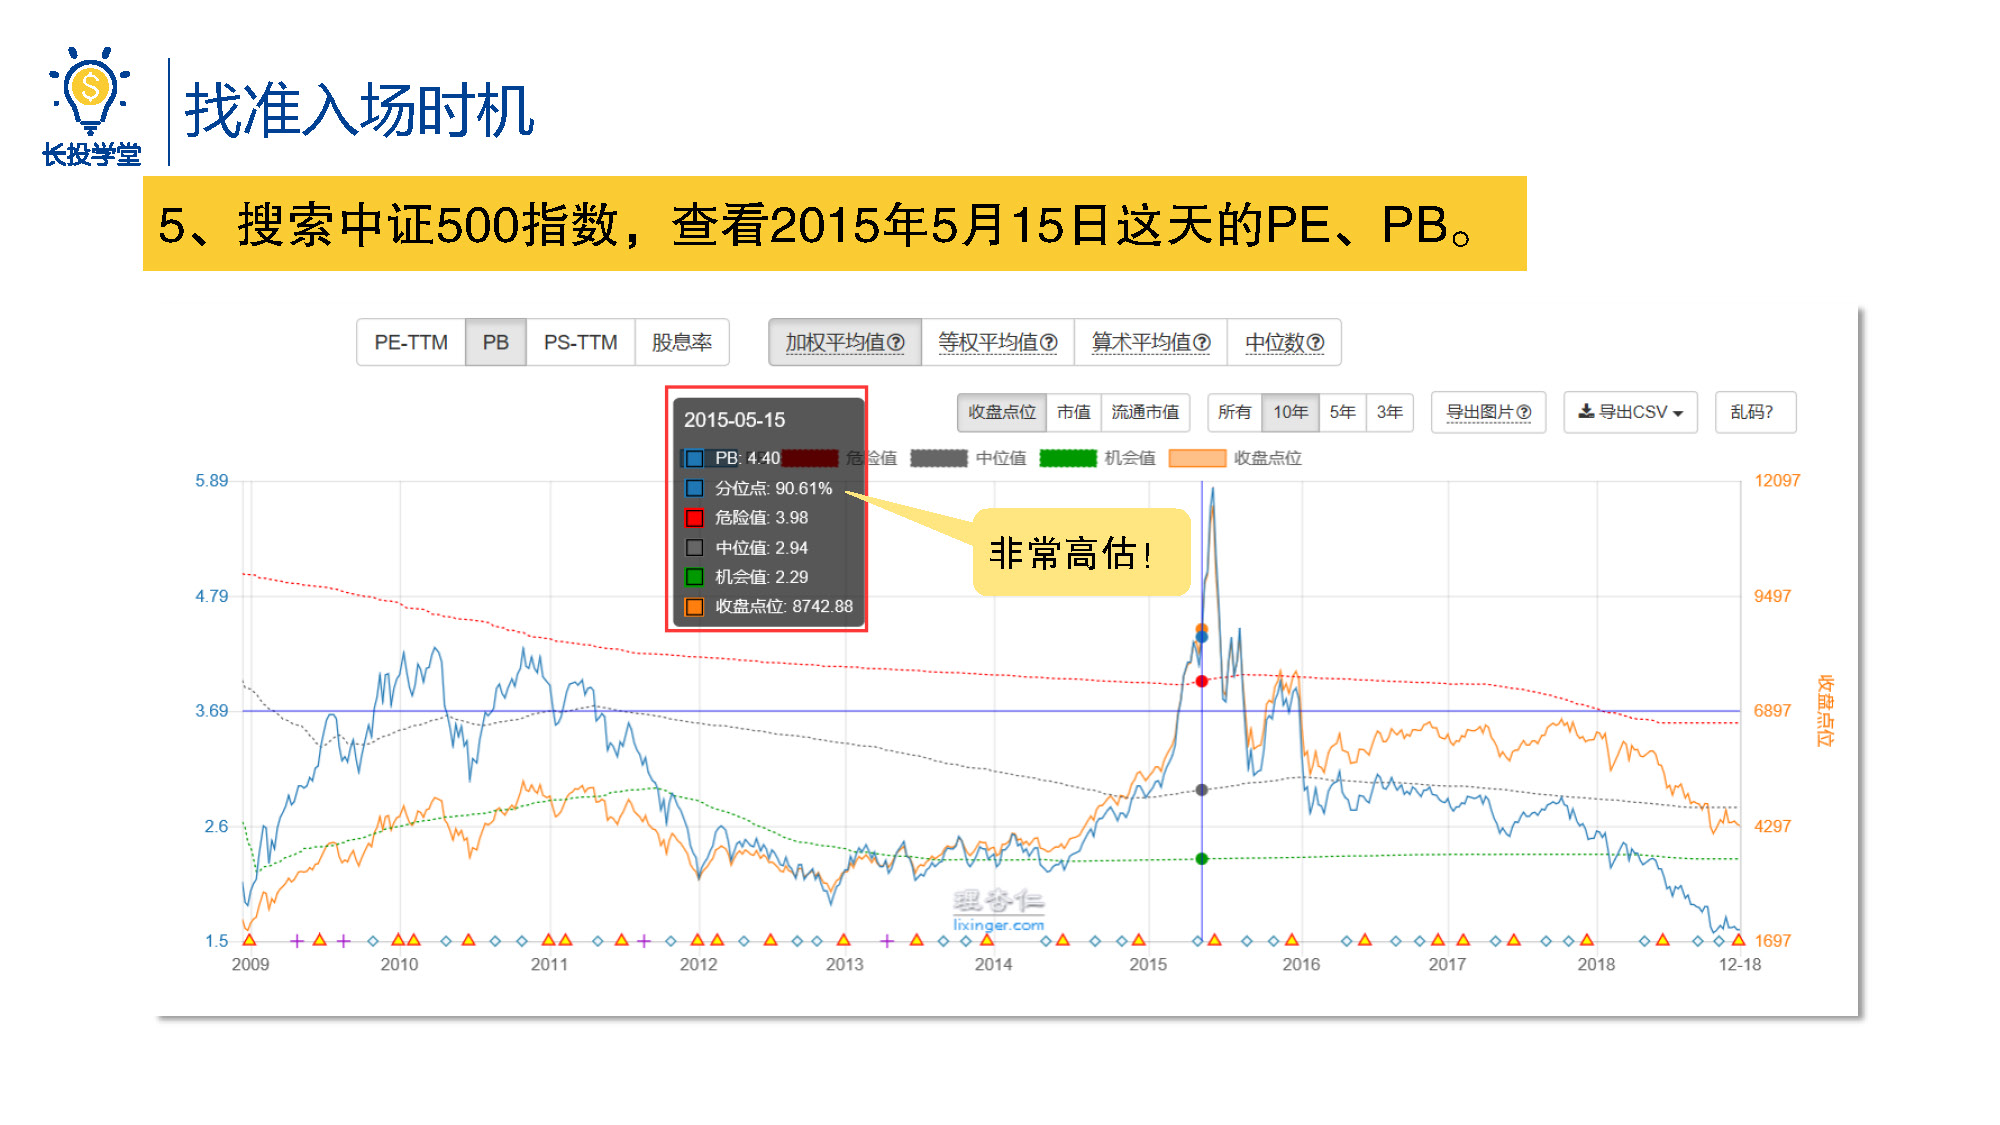 $
长投学堂
找准入场时机
5、搜索中证500指数，查看2015年5月15日这天的PE、PB。
PE-TTM PB PS-TTM 股息率 加权平均值? 等权平均值? 算术平均值? 中位数?
收盘点位 市值 流通市值 所有 10年 5年 3年 导出图片? 导出CSV 乱码?
2015-05-15
PB: 4.40
分位点: 90.61%
危险值: 3.98
中位值: 2.94
机会值: 2.29
收盘点位: 8742.88
危险值 中位值 机会值 收盘点位
非常高估！
5.89
4.79
3.69
2.6
1.5
12097
9497
6897
4297
1697
收盘点位
理杏仁
lixinger.com
2009 2010 2011 2012 2013 2014 2015 2016 2017 2018 12-18